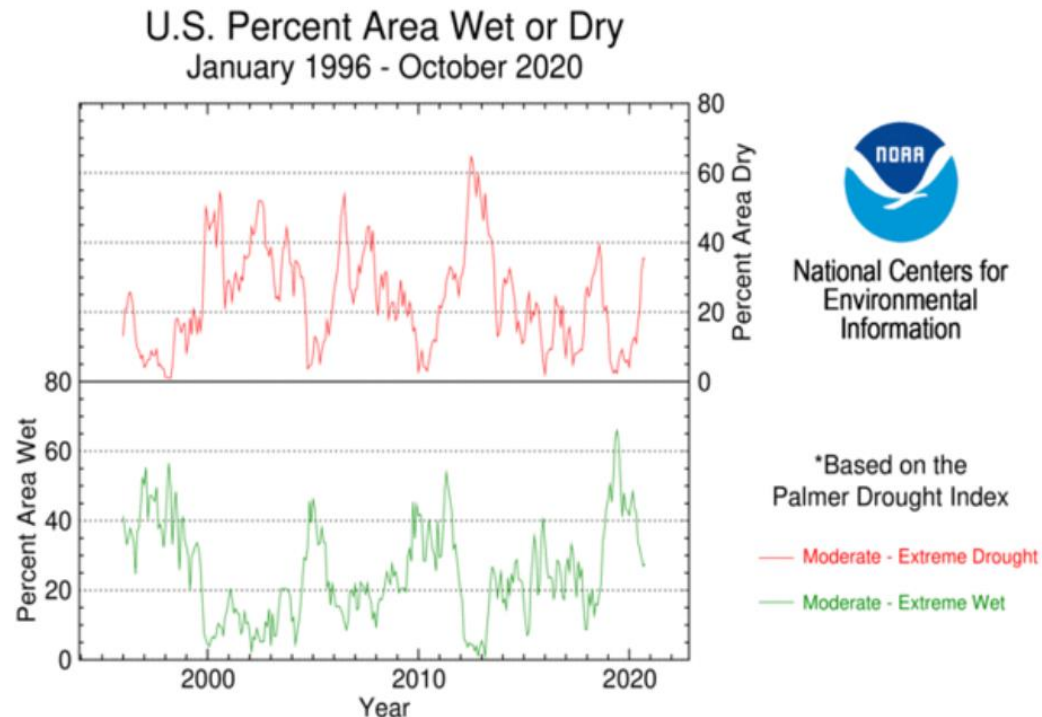 U.S. Percent Area Wet or Dry
January 1996 - October 2020
80
60
40
20
0
Percent Area Dry
80
60
40
20
0
Percent Area Wet
2000
2010
2020
Year
NOAA
National Centers for
Environmental
Information
*Based on the
Palmer Drought Index
Moderate - Extreme Drought
Moderate - Extreme Wet